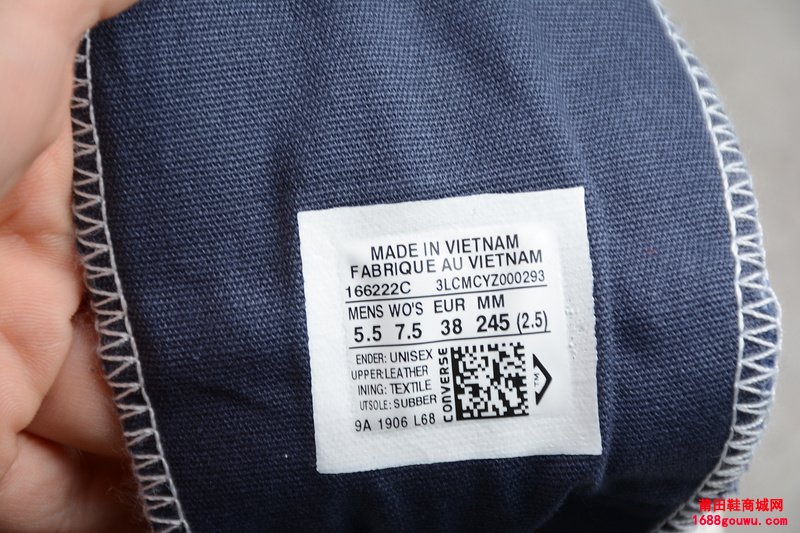 MADE IN VIETNAM
FABRIQUE AU VIETNAM
166222C 3LCMCYZ000293
MENS WO'S EUR MM
5.5 7.5 38 245 (2.5)
ENDER: UNISEX
UPPER:LEATHER
INING: TEXTILE
UTSOLE: SUBBER
9A 1906 L68
CONVERSE
TM
莆田鞋商城网
1688gouwu.com